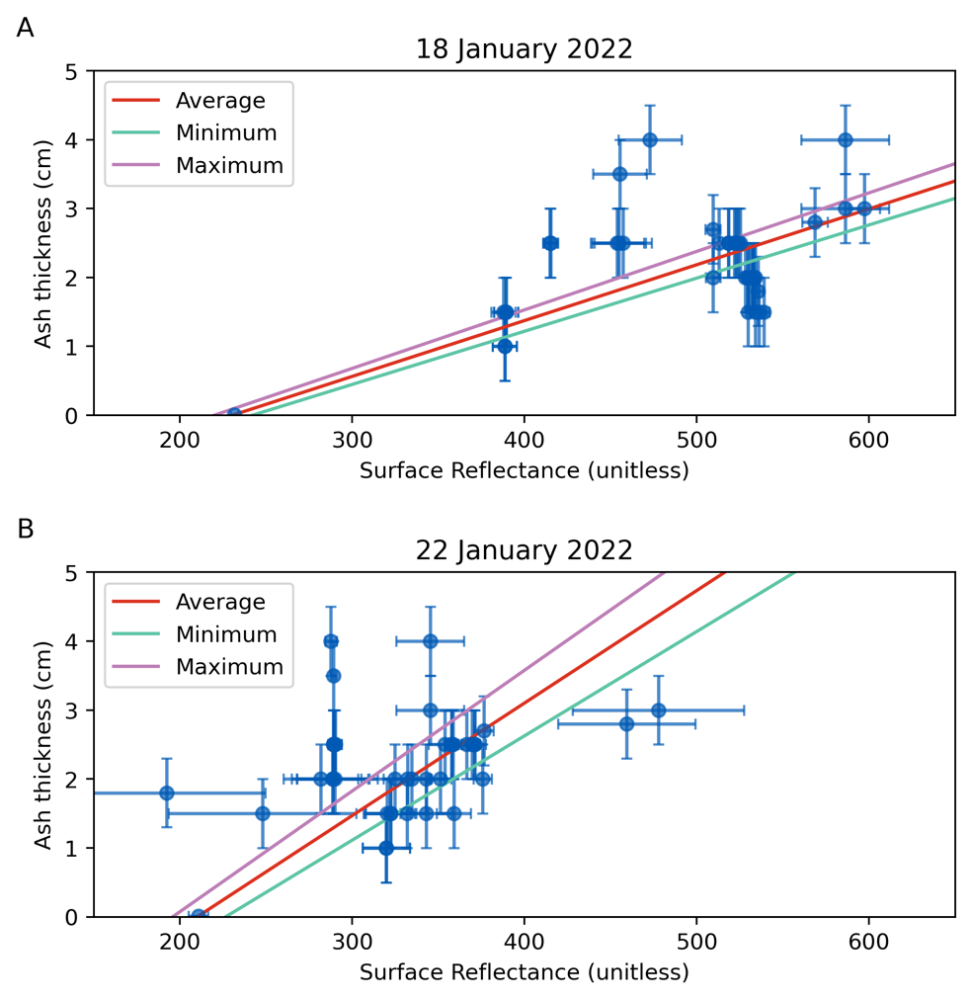 A
18 January 2022
5
4
3
2
1
0
Ash thickness (cm)
Average
Minimum
Maximum
200 300 400 500 600
Surface Reflectance (unitless)
B
22 January 2022
5
4
3
2
1
0
Ash thickness (cm)
Average
Minimum
Maximum
200 300 400 500 600
Surface Reflectance (unitless)